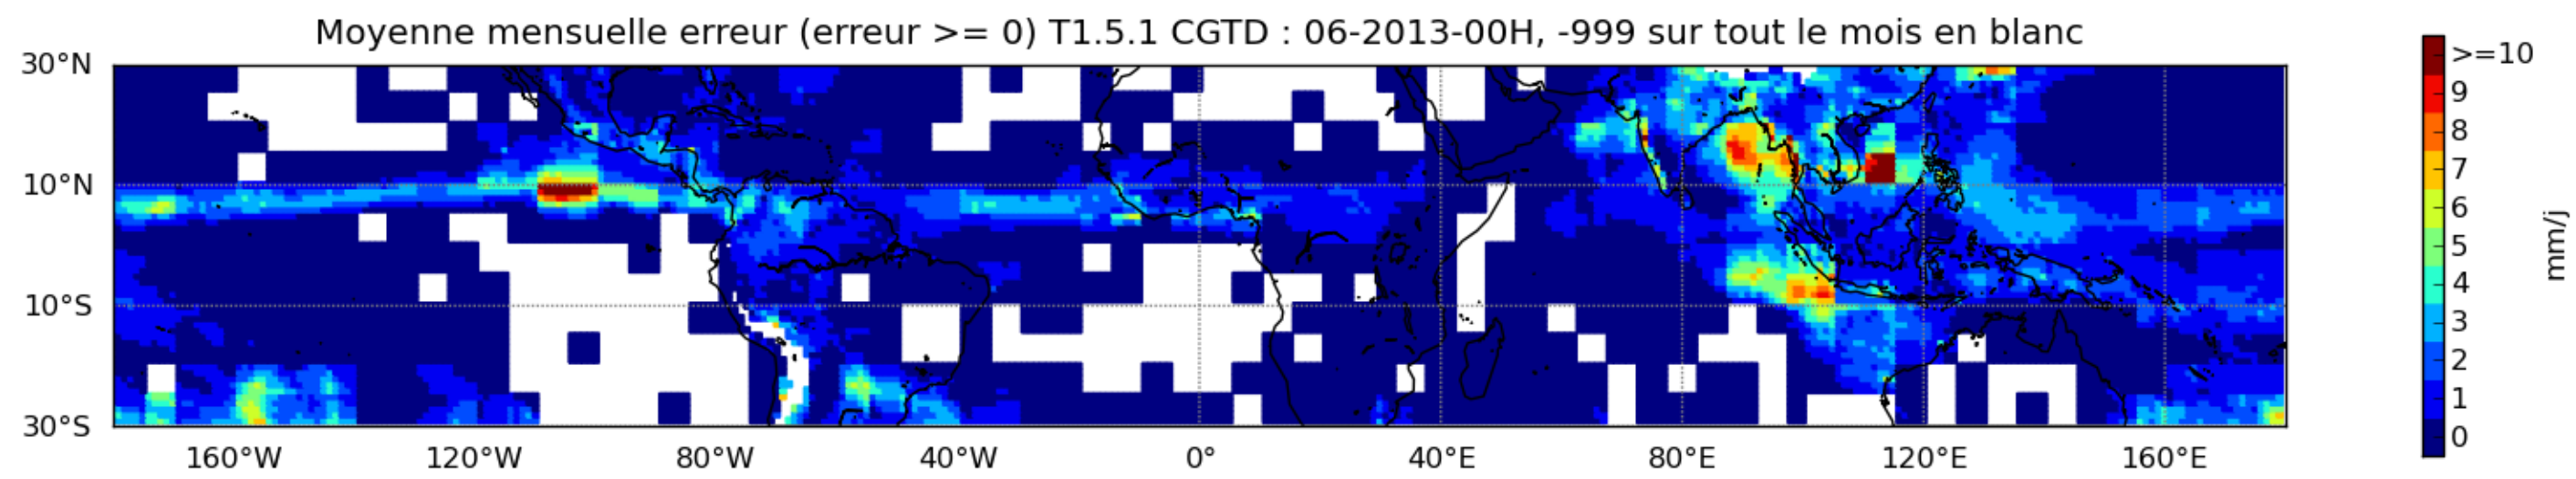 Moyenne mensuelle erreur (erreur >= 0) T1.5.1 CGTD : 06-2013-00H, -999 sur tout le mois en blanc
30°N
10°N
10°S
30°S
160°W 120°W 80°W 40°W 0° 40°E 80°E 120°E 160°E
>=10
9
8
7
6
5
4
3
2
1
0
mm/j